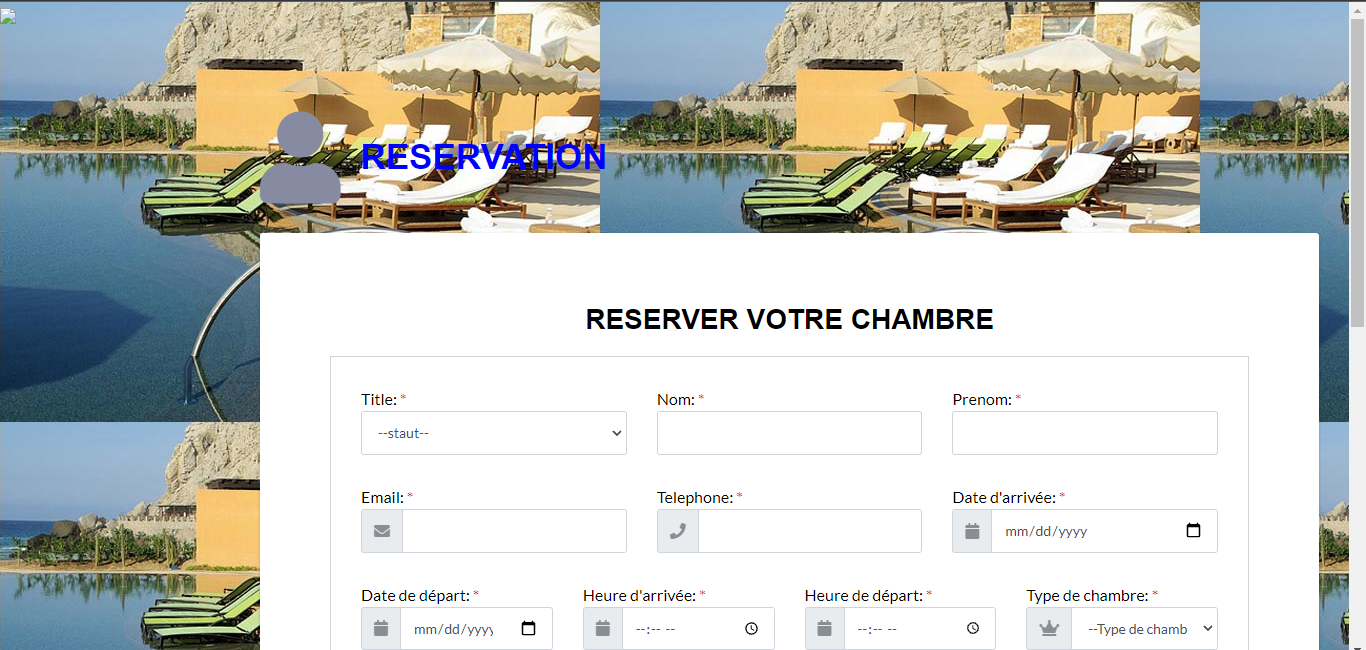 RESERVATION
RESERVER VOTRE CHAMBRE
Title: * Nom: * Prenom: *
--staut--
Email: * Telephone: * Date d'arrivée: *
mm/dd/yyyy
Date de départ: * Heure d'arrivée: * Heure de départ: * Type de chambre: *
mm/dd/yyyy --:-- -- --:-- -- --Type de chamb